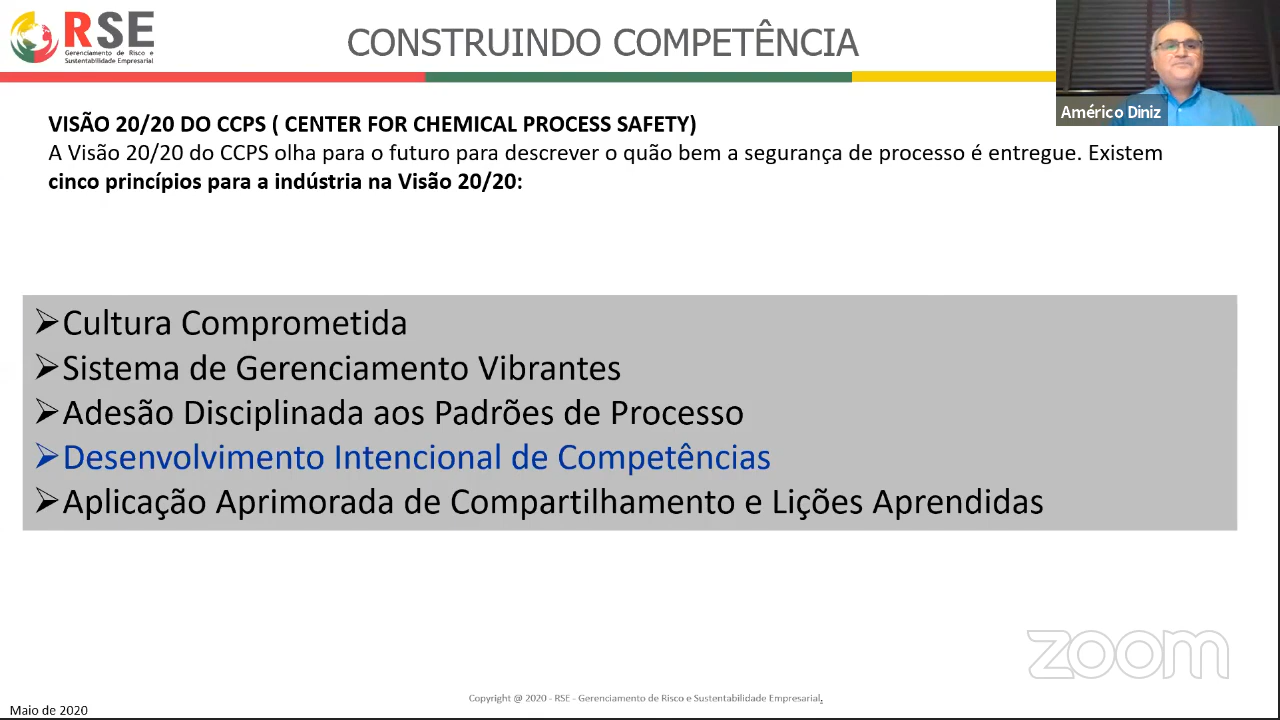 RSE
Gerenciamento de Risco e
Sustentabilidade Empresarial
CONSTRUINDO COMPETÊNCIA
Américo Diniz
VISÃO 20/20 DO CCPS ( CENTER FOR CHEMICAL PROCESS SAFETY)
A Visão 20/20 do CCPS olha para o futuro para descrever o quão bem a segurança de processo é entregue. Existem
cinco princípios para a indústria na Visão 20/20:
Cultura Comprometida
Sistema de Gerenciamento Vibrantes
Adesão Disciplinada aos Padrões de Processo
Desenvolvimento Intencional de Competências
Aplicação Aprimorada de Compartilhamento e Lições Aprendidas
zoom
Copyright @ 2020 - RSE - Gerenciamento de Risco e Sustentabilidade Empresarial.
Maio de 2020